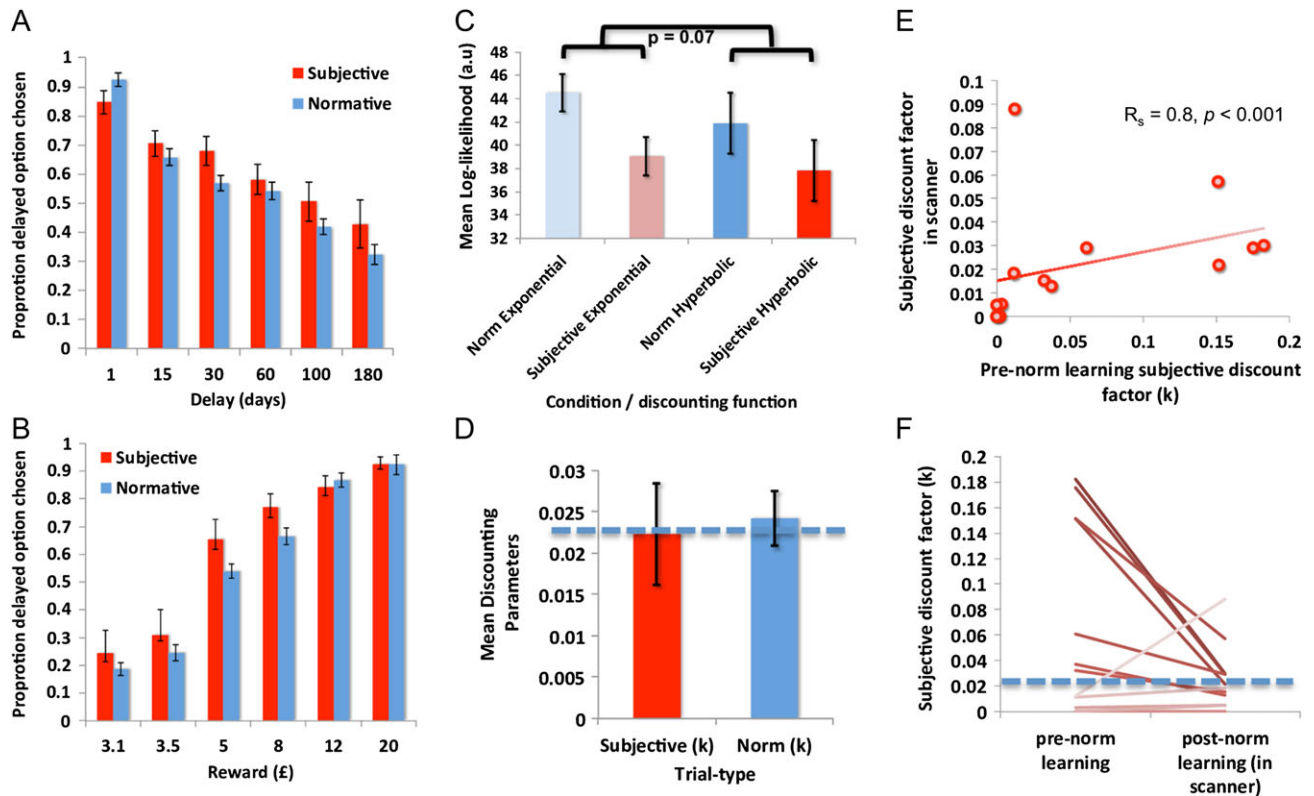 A
Proprotion delayed option chosen
1
0.9
0.8
0.7
0.6
0.5
0.4
0.3
0.2
0.1
0
Subjective
Normative
1 15 30 60 100 180
Delay (days)
B
Proprotion delayed option chosen
1
0.9
0.8
0.7
0.6
0.5
0.4
0.3
0.2
0.1
0
Subjective
Normative
3.1 3.5 5 8 12 20
Reward (£)
C
p = 0.07
Mean Log-likelihood (a.u)
48
46
44
42
40
38
36
34
32
Norm Exponential
Subjective Exponential
Norm Hyperbolic
Subjective Hyperbolic
Condition / discounting function
D
Mean Discounting
Parameters
0.03
0.025
0.02
0.015
0.01
0.005
0
Subjective (k) Norm (k)
Trial-type
E
Subjective discount factor
in scanner
0.1
0.09
0.08
0.07
0.06
0.05
0.04
0.03
0.02
0.01
0
Rs = 0.8, p < 0.001
0 0.05 0.1 0.15 0.2
Pre-norm learning subjective discount
factor (k)
F
Subjective discount factor (k)
0.2
0.18
0.16
0.14
0.12
0.1
0.08
0.06
0.04
0.02
0
pre-norm
learning
post-norm
learning (in
scanner)